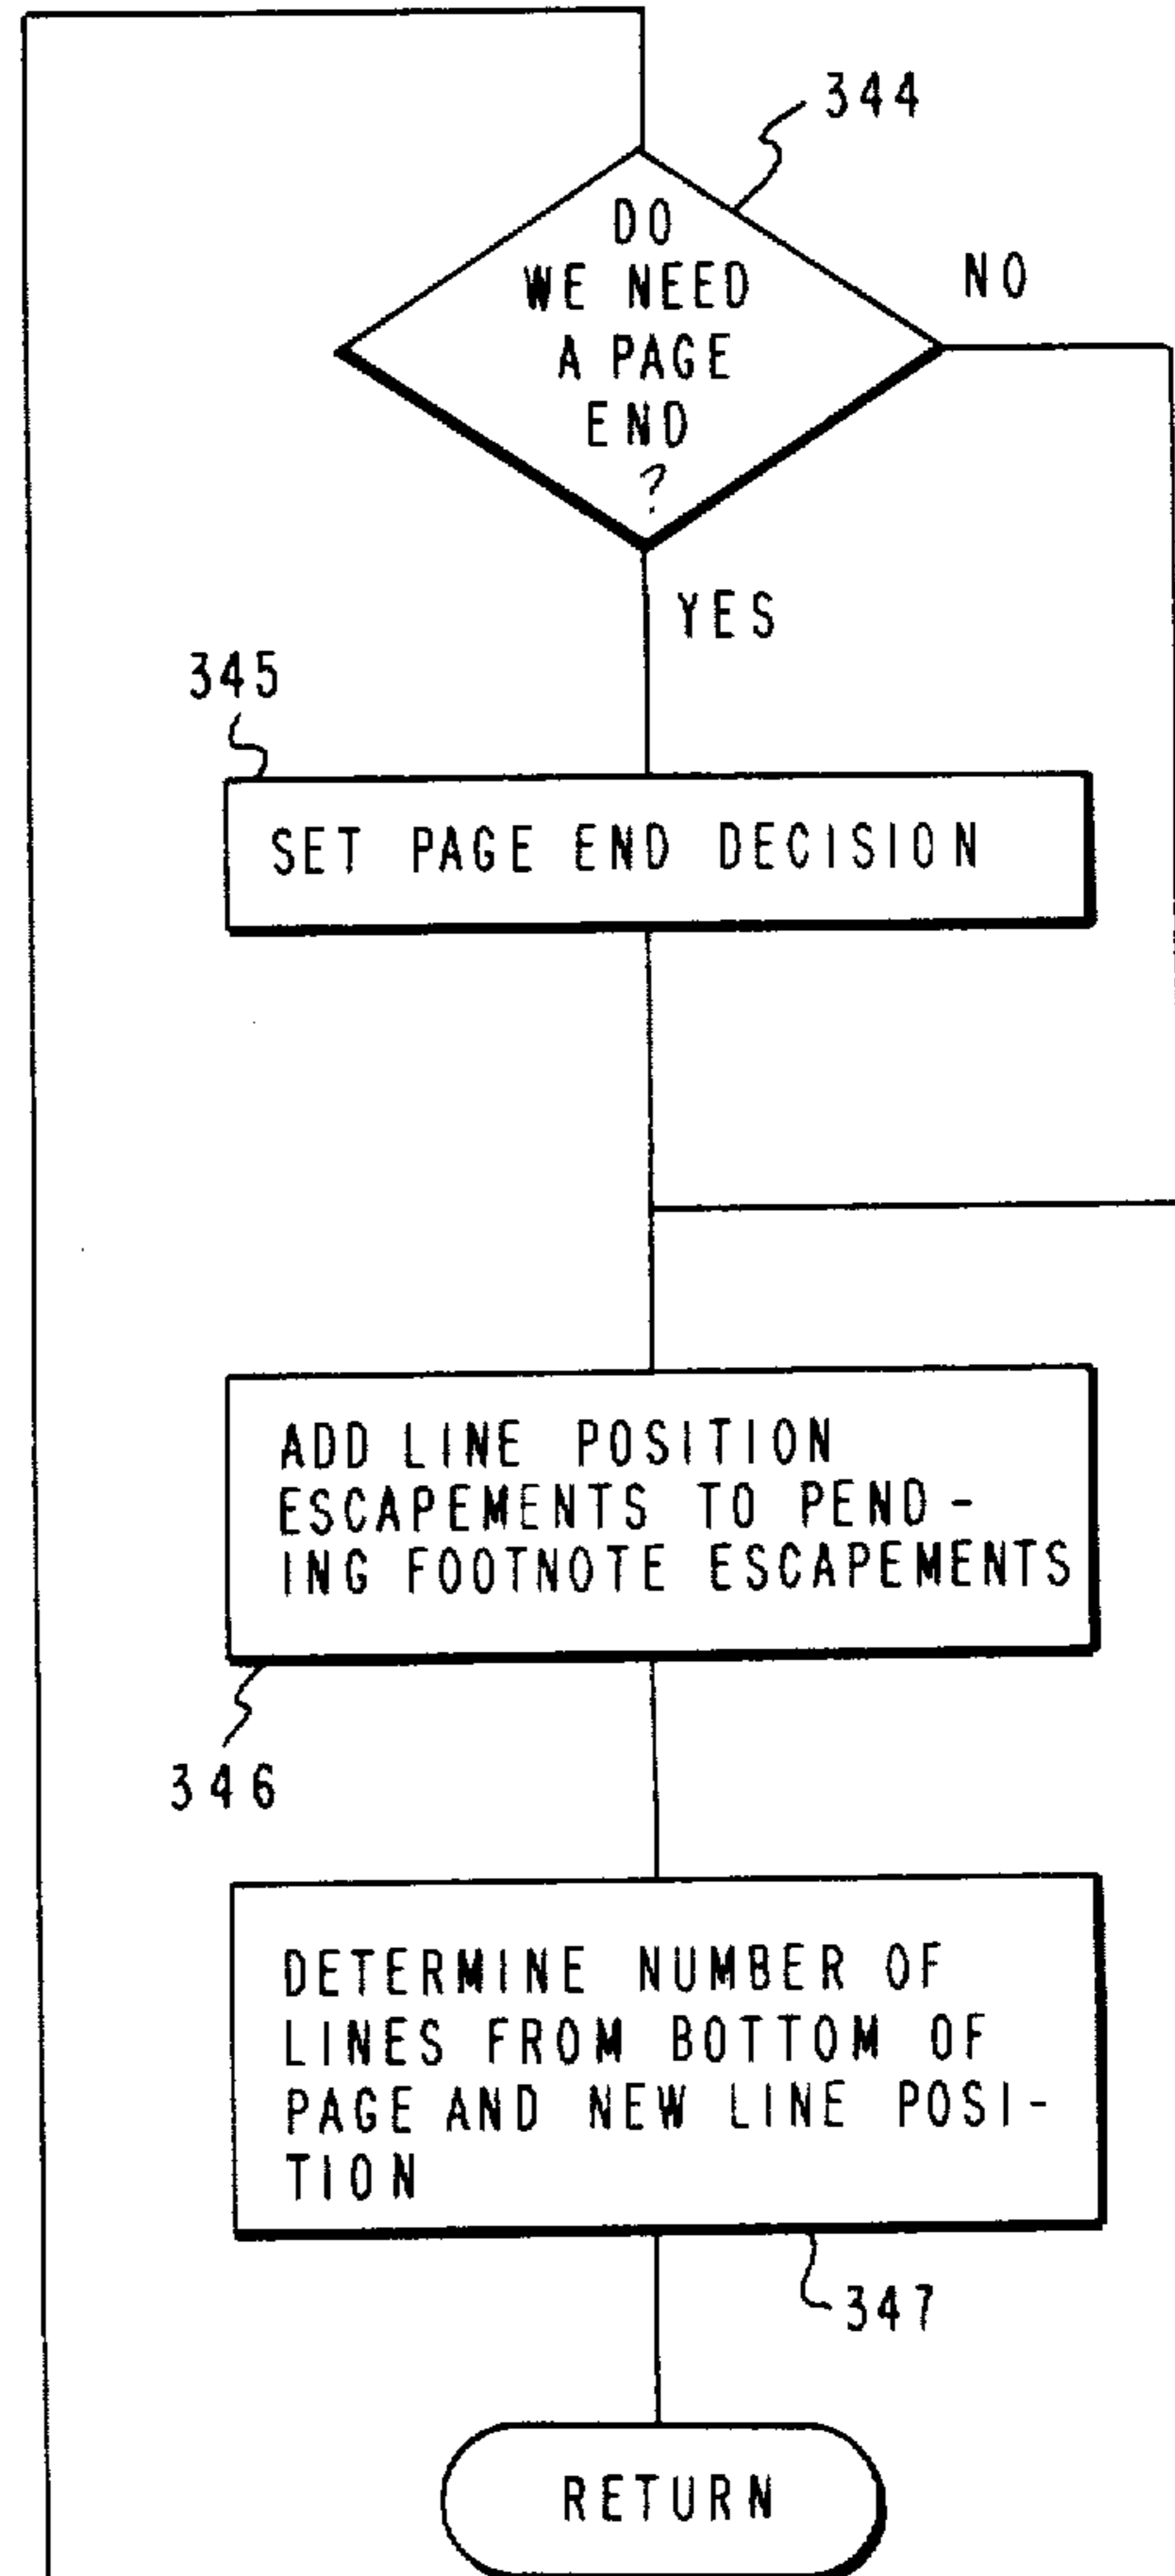 344
DO
WE NEED
A PAGE
END
?
NO
YES
345
SET PAGE END DECISION
ADD LINE POSITION
ESCAPEMENTS TO PEND-
ING FOOTNOTE ESCAPEMENTS
346
DETERMINE NUMBER OF
LINES FROM BOTTOM OF
PAGE AND NEW LINE POSI-
TION
347
RETURN